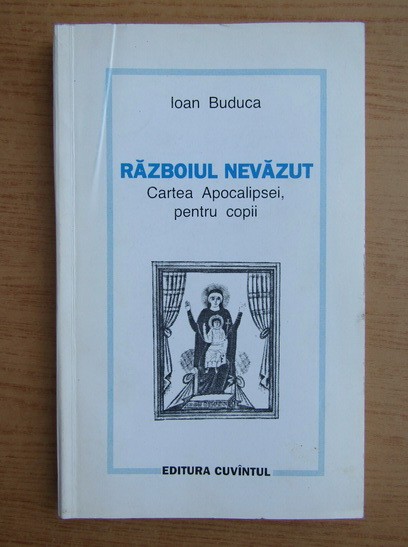 Ioan Buduca
RĂZBOIUL NEVĂZUT
Cartea Apocalipsei,
pentru copii
EDITURA CUVÎNTUL